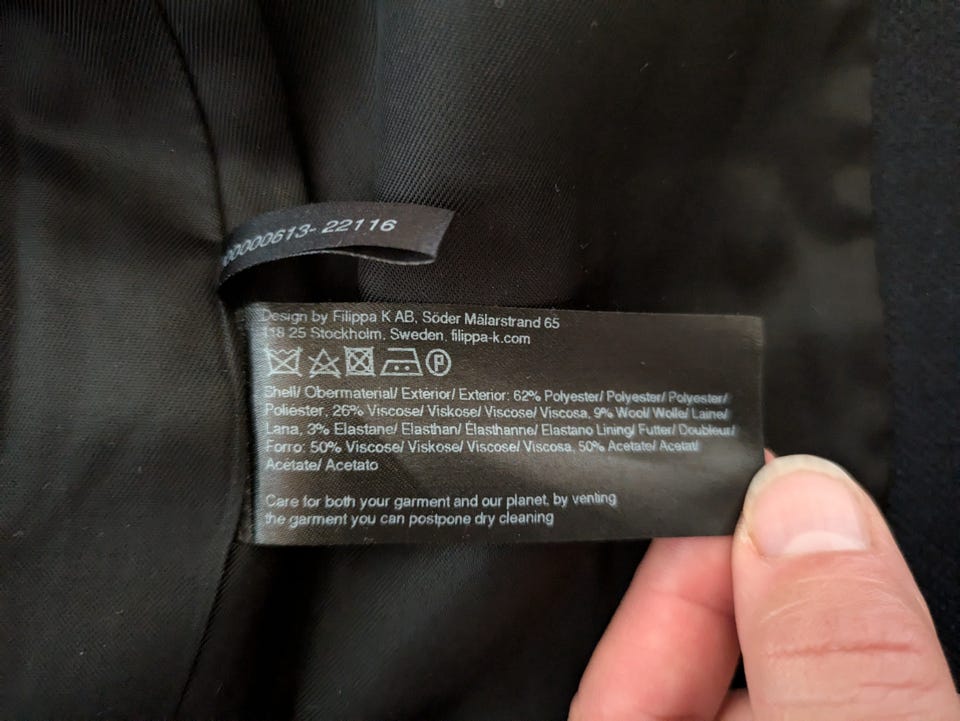 00000613- 22116
Design by Filippa K AB, Söder Mälarstrand 65
118 25 Stockholm, Sweden, filippa-k.com
Shell/ Obermaterial/ Extérior/ Exterior: 62% Polyester/ Polyester/ Polyester/
Poliéster, 26% Viscose/ Viskose/ Viscose/ Viscosa, 9% Wool/ Wolle/ Laine/
Lana, 3% Elastane/ Elasthan/ Élasthanne/ Elastano Lining/ Futter/ Doubleur/
Forro: 50% Viscose/ Viskose/ Viscose/ Viscosa, 50% Acetate/ Acetat/
Acétate/ Acetato
Care for both your garment and our planet, by venting
the garment you can postpone dry cleaning